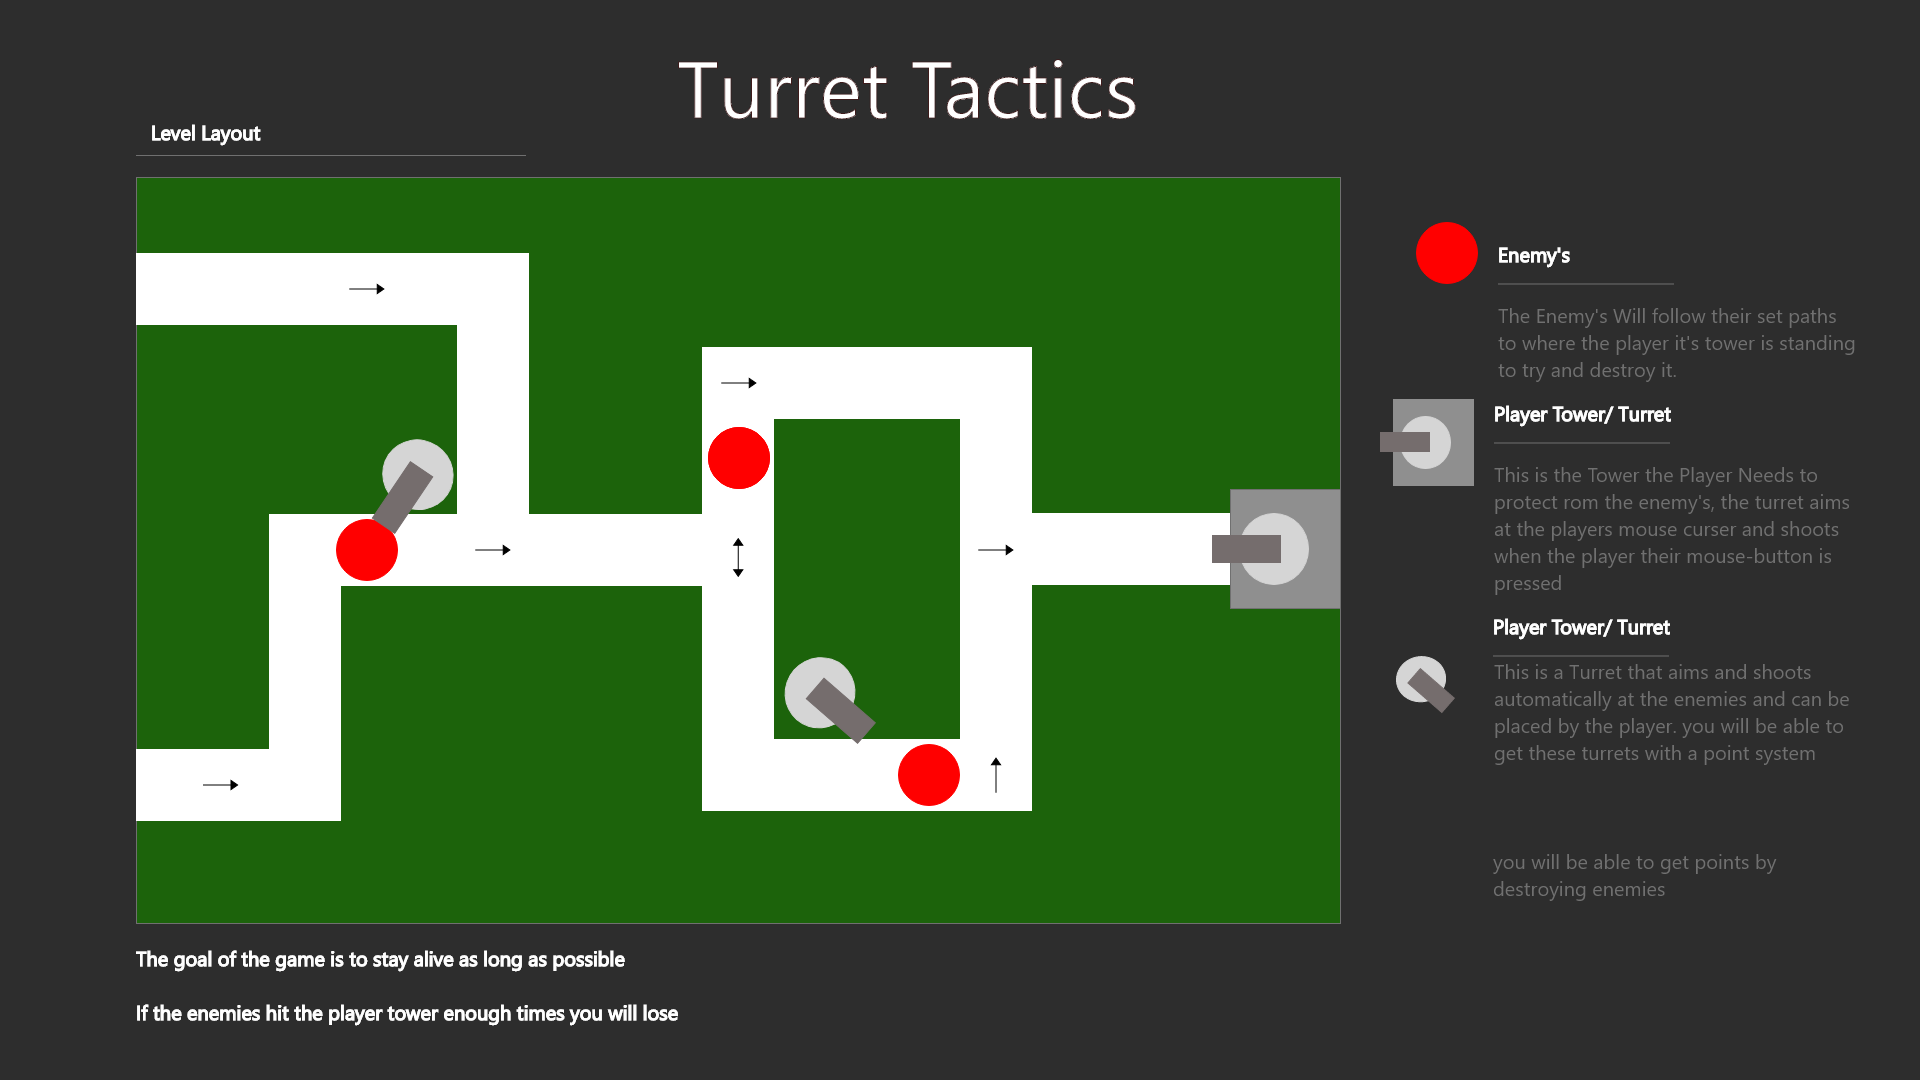 Turret Tactics
Level Layout
Enemy's
The Enemy's Will follow their set paths
to where the player it's tower is standing
to try and destroy it.
Player Tower/ Turret
This is the Tower the Player Needs to
protect rom the enemy's, the turret aims
at the players mouse curser and shoots
when the player their mouse-button is
pressed
Player Tower/ Turret
This is a Turret that aims and shoots
automatically at the enemies and can be
placed by the player. you will be able to
get these turrets with a point system
you will be able to get points by
destroying enemies
The goal of the game is to stay alive as long as possible
If the enemies hit the player tower enough times you will lose